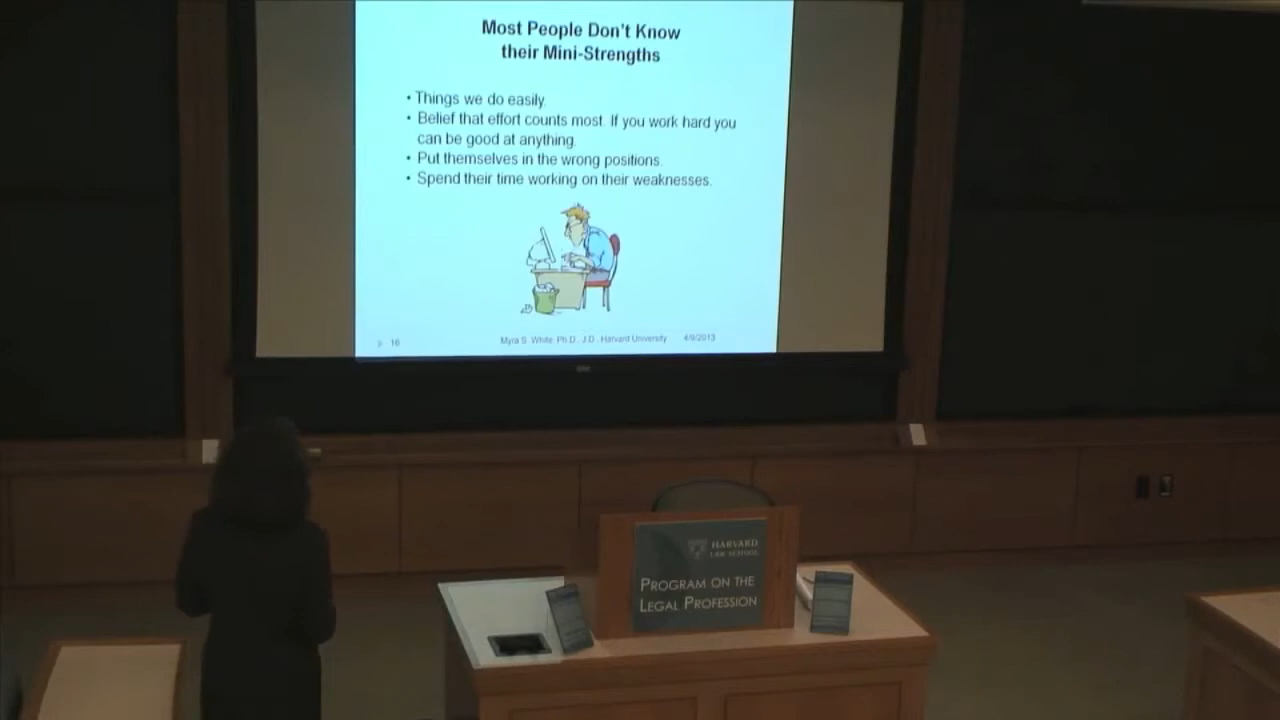 Most People Don't Know
their Mini-Strengths
• Things we do easily.
• Belief that effort counts most. If you work hard you
can be good at anything.
• Put themselves in the wrong positions.
• Spend their time working on their weaknesses.
16
Myra S. White, Ph.D., J.D., Harvard University
4/9/2013
HARVARD
LAW SCHOOL
PROGRAM ON THE
LEGAL PROFESSION